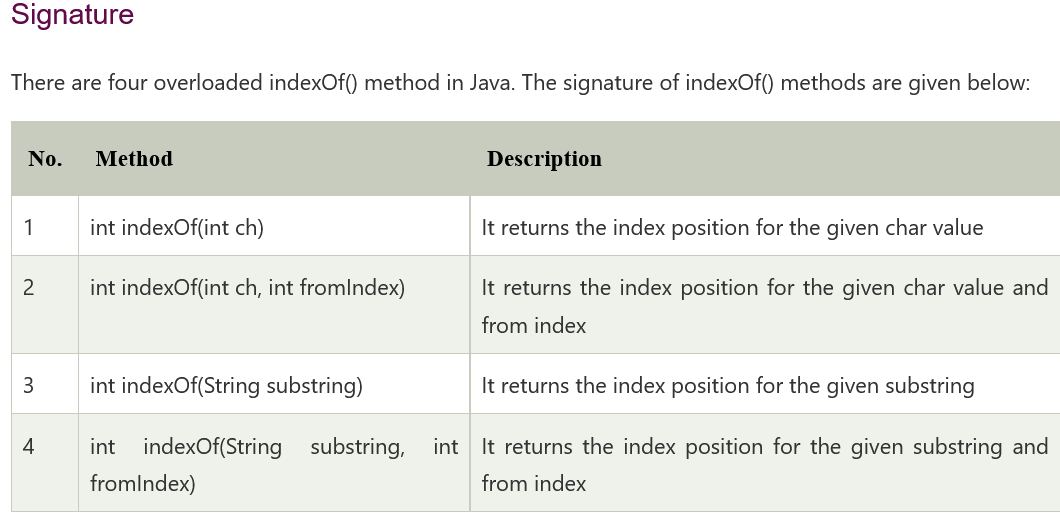 Signature
There are four overloaded indexOf() method in Java. The signature of indexOf() methods are given below:
No. Method Description
1 int indexOf(int ch) It returns the index position for the given char value
2 int indexOf(int ch, int fromIndex) It returns the index position for the given char value and
from index
3 int indexOf(String substring) It returns the index position for the given substring
4 int indexOf(String substring, int It returns the index position for the given substring and
fromIndex) from index